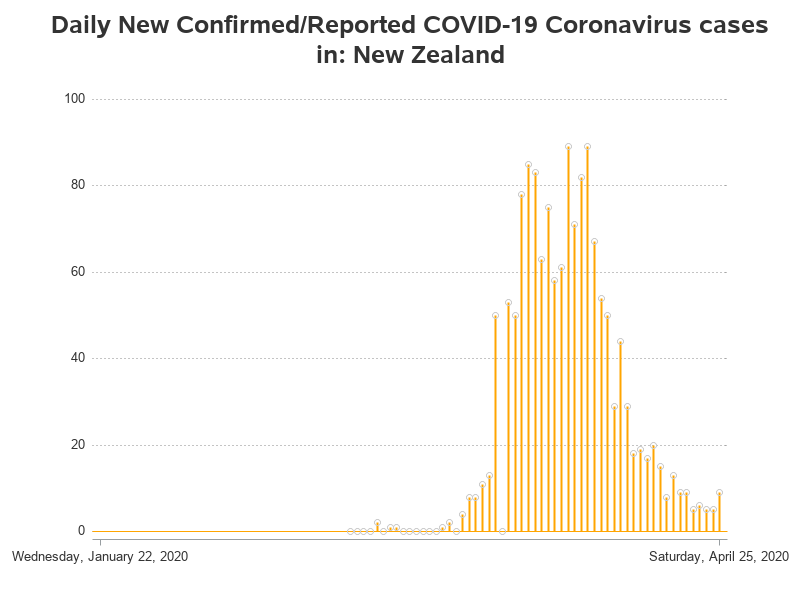 Daily New Confirmed/Reported COVID-19 Coronavirus cases
in: New Zealand
100
80
60
40
20
0
Wednesday, January 22, 2020
Saturday, April 25, 2020